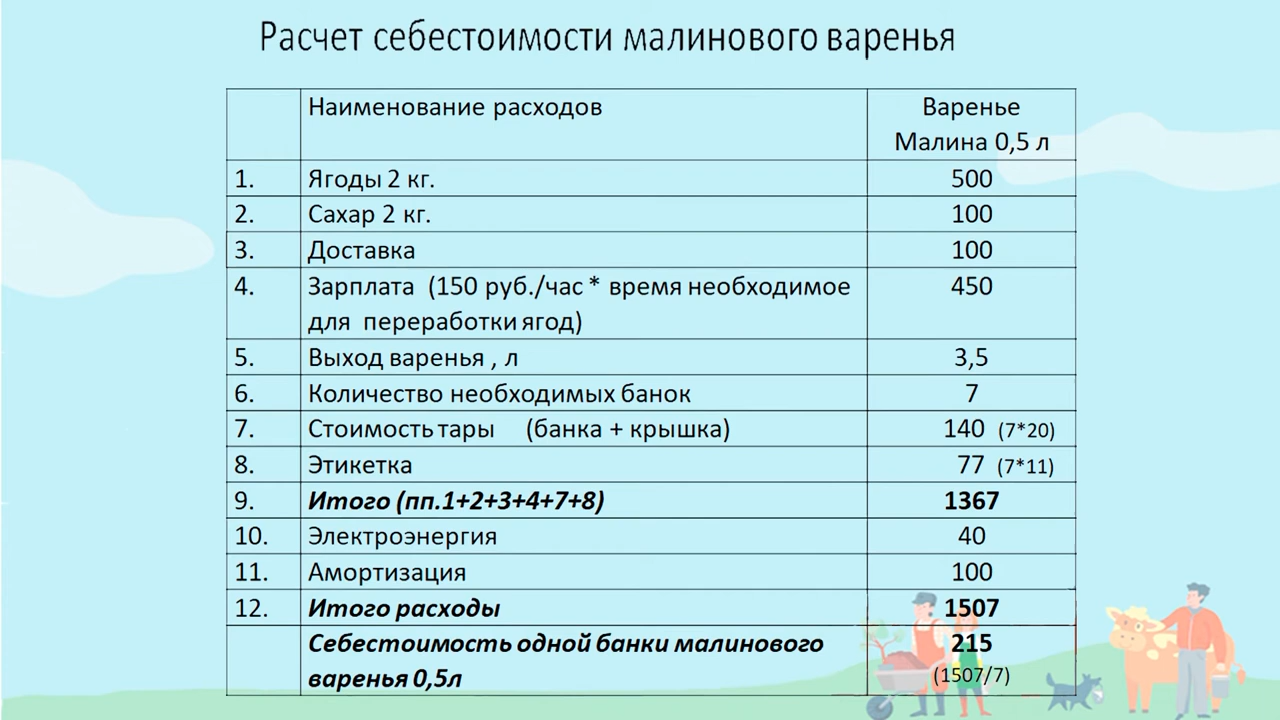 Расчет себестоимости малинового варенья
Наименование расходов
Варенье
Малина 0,5 л
1. Ягоды 2 кг. 500
2. Сахар 2 кг. 100
3. Доставка 100
4. Зарплата (150 руб./час * время необходимое 450
для переработки ягод)
5. Выход варенья , л 3,5
6. Количество необходимых банок 7
7. Стоимость тары (банка + крышка) 140 (7*20)
8. Этикетка 77 (7*11)
9. Итого (пп.1+2+3+4+7+8) 1367
10. Электроэнергия 40
11. Амортизация 100
12. Итого расходы 1507
Себестоимость одной банки малинового 215
варенья 0,5л (1507/7)